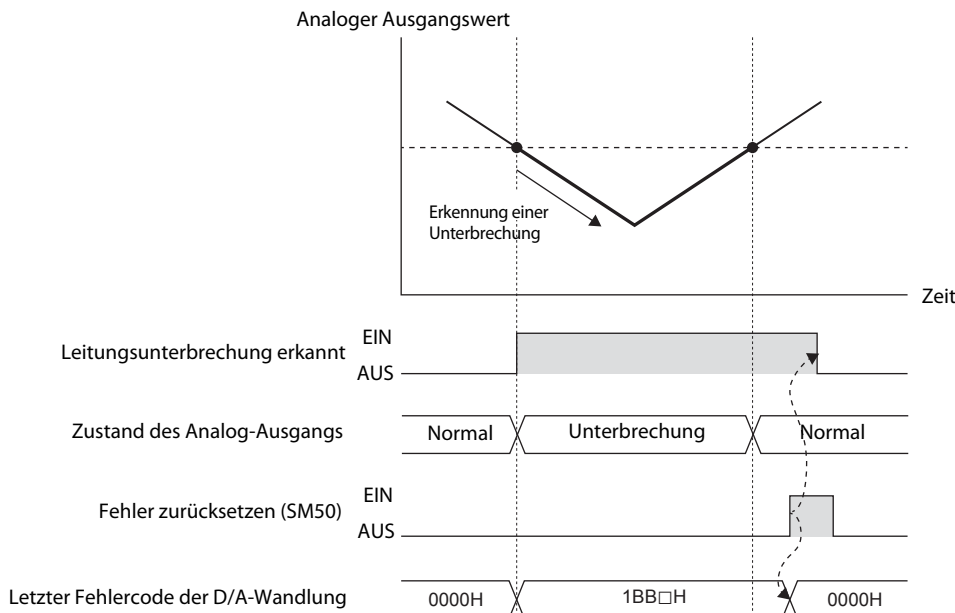 Analoger Ausgangswert
Erkennung einer
Unterbrechung
Zeit
EIN
Leitungsunterbrechung erkannt
AUS
Zustand des Analog-Ausgangs
Normal
Unterbrechung
Normal
EIN
Fehler zurücksetzen (SM50)
AUS
Letzter Fehlercode der D/A-Wandlung
0000H
1BB□H
0000H